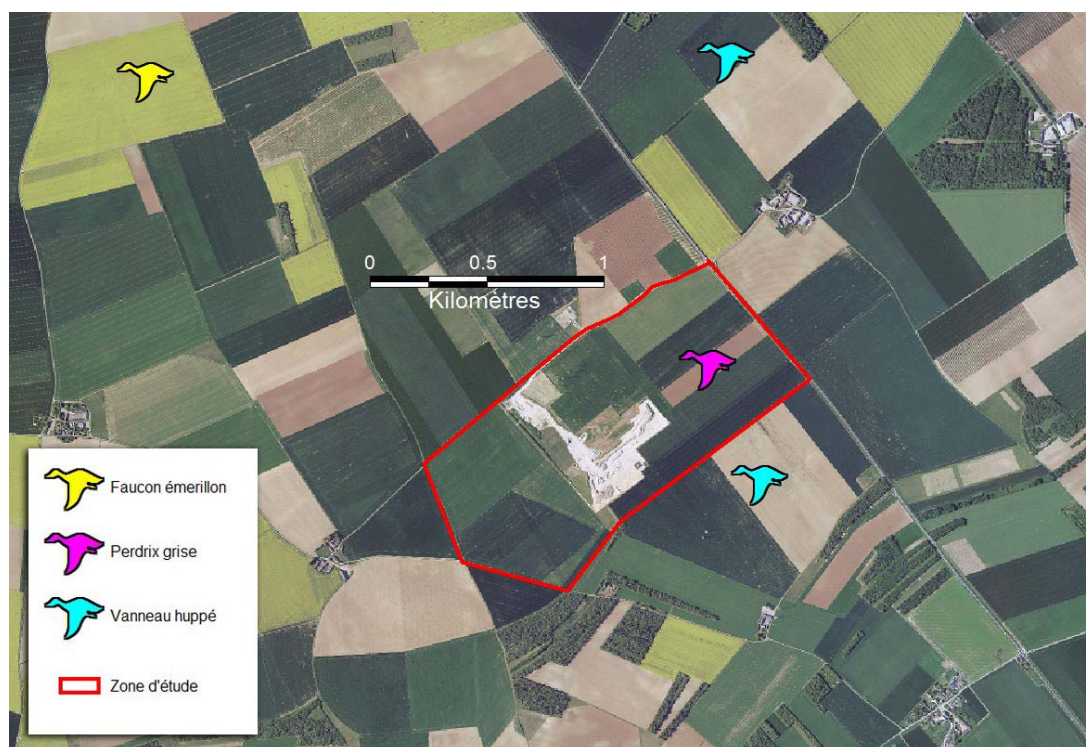 0 0.5 1
Kilomètres
Faucon émerillon
Perdrix grise
Vanneau huppé
Zone d'étude